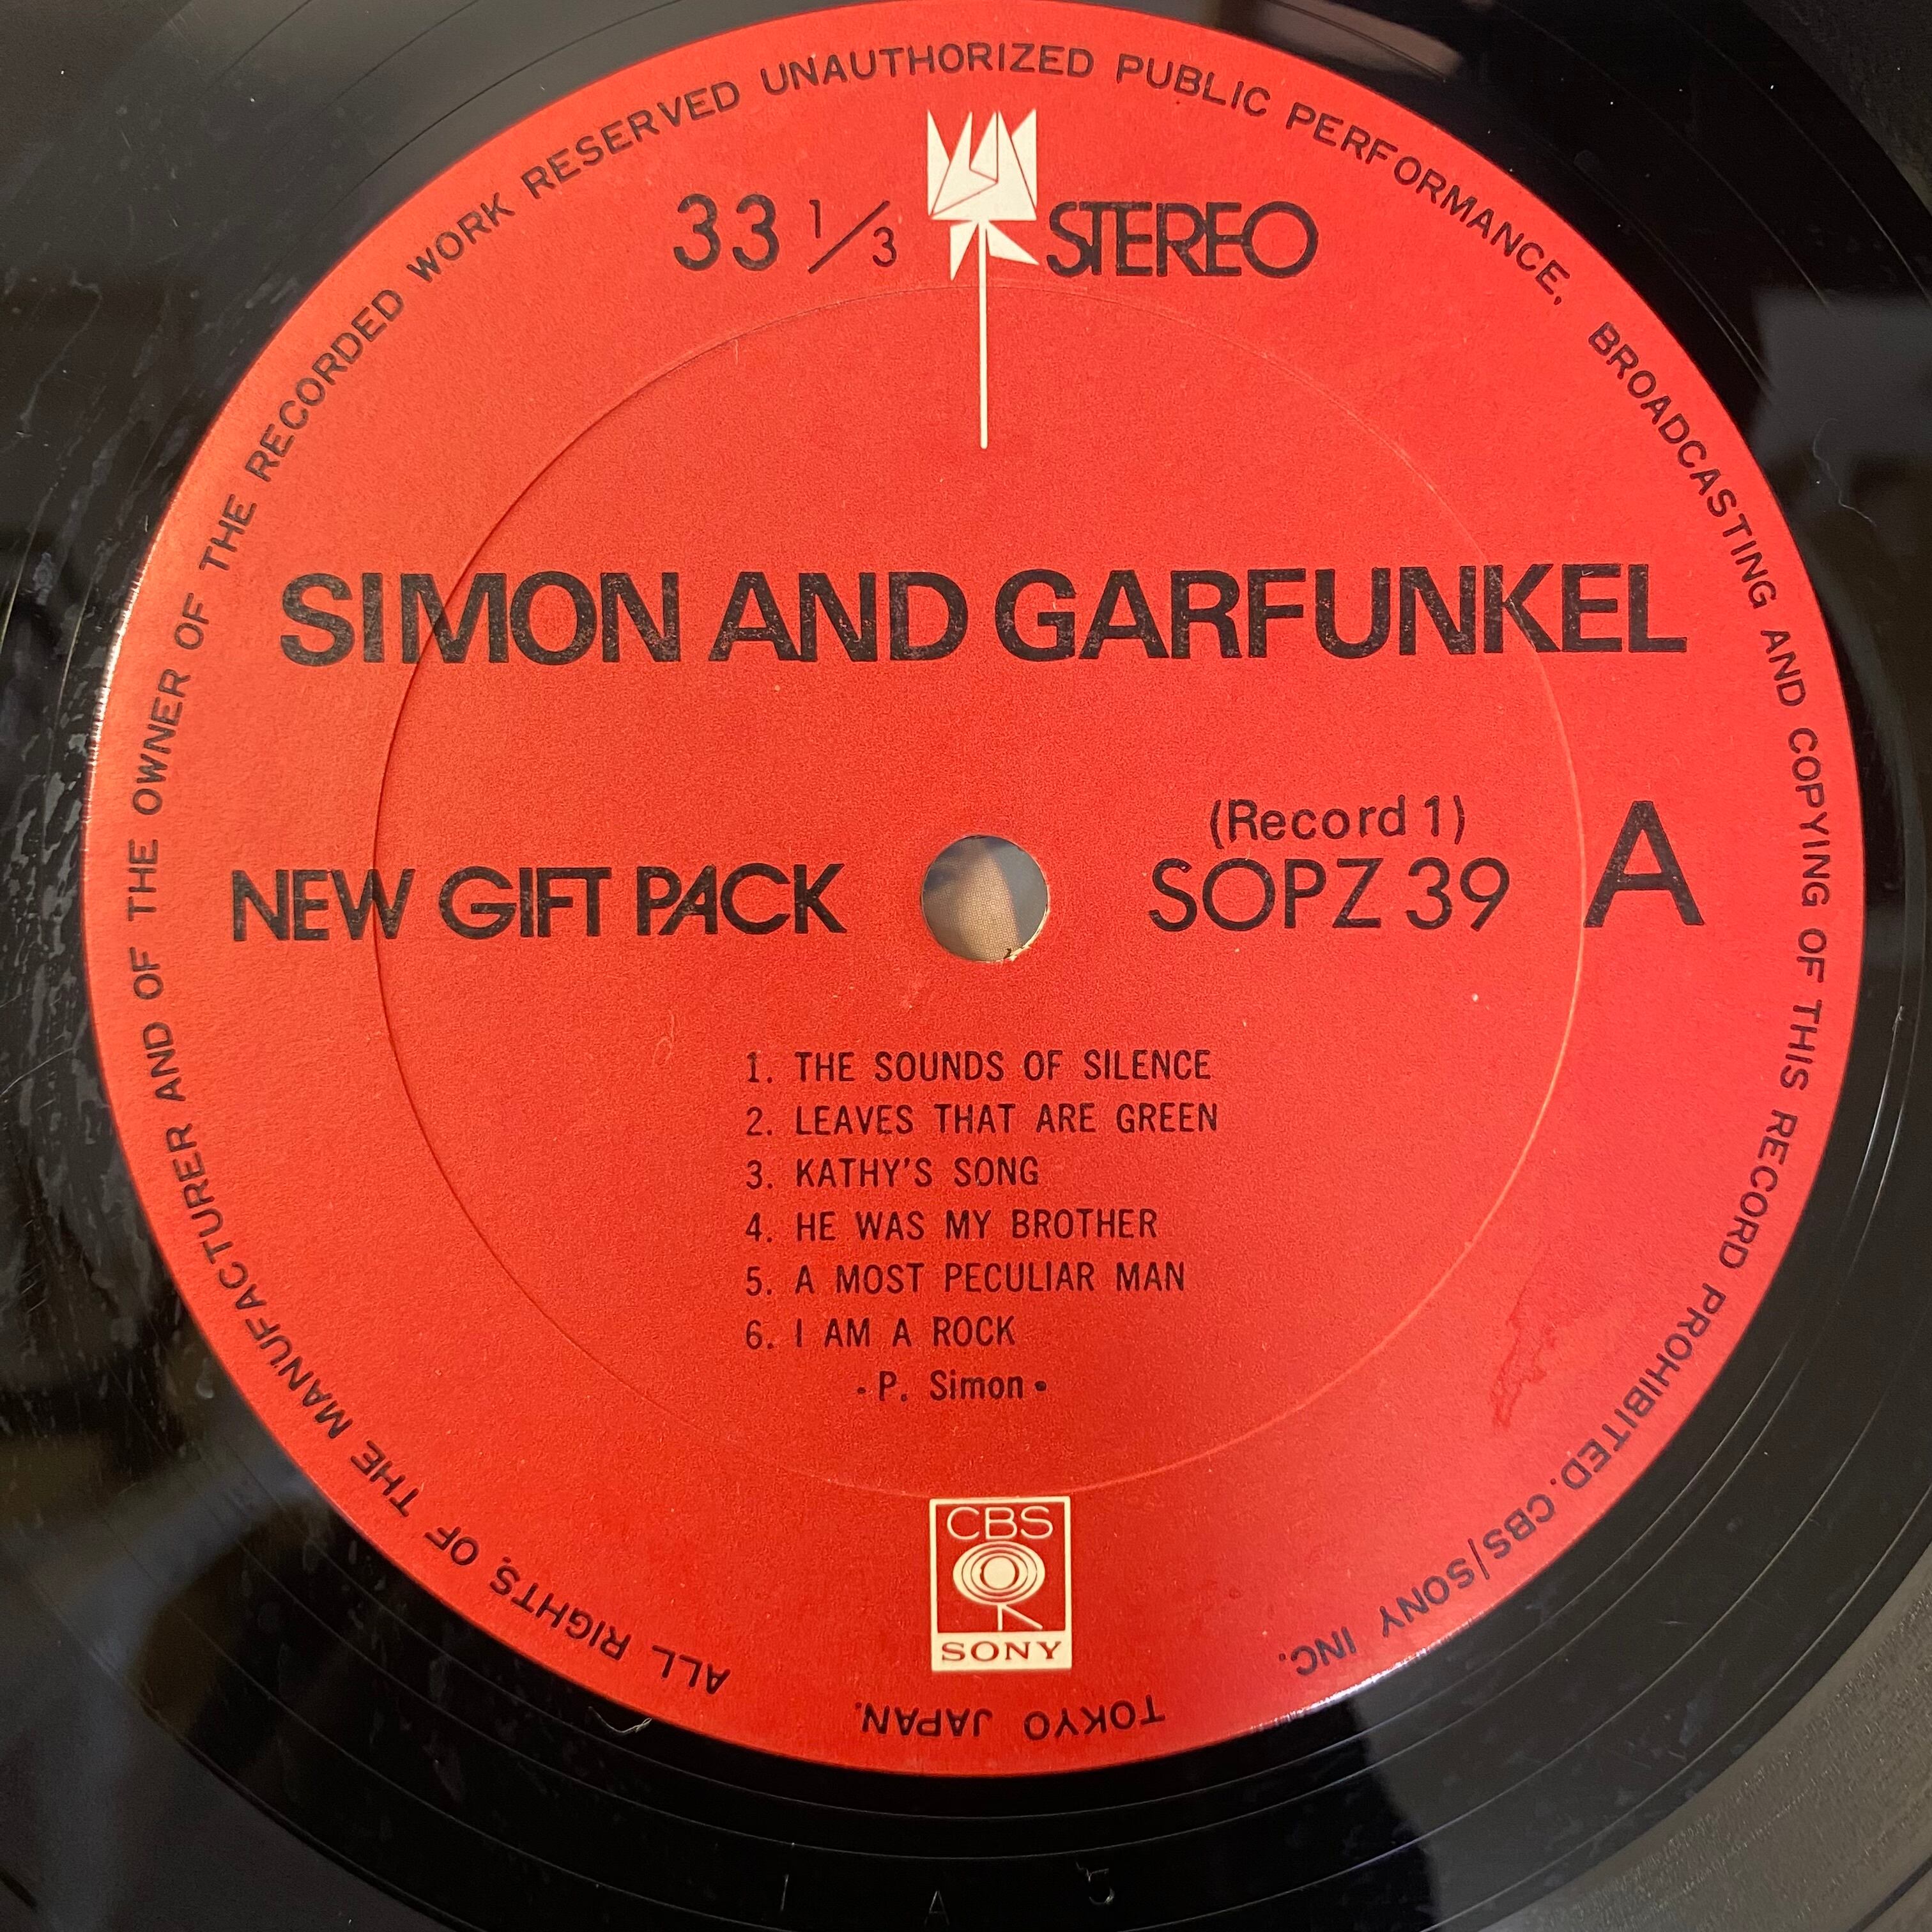 ALL RIGHTS, OF THE MANUFACTURER AND OF THE OWNER OF THE RECORDED WORK RESERVED UNAUTHORIZED PUBLIC PERFORMANCE, BROADCASTING AND COPYING OF THIS RECORD PROHIBITED. CBS/SONY INC.
TOKYO JAPAN.
33 1/3 STEREO
SIMON AND GARFUNKEL
(Record 1)
NEW GIFT PACK SOPZ 39 A
1. THE SOUNDS OF SILENCE
2. LEAVES THAT ARE GREEN
3. KATHY'S SONG
4. HE WAS MY BROTHER
5. A MOST PECULIAR MAN
6. I AM A ROCK
• P. Simon •
CBS
SONY
1 A 5